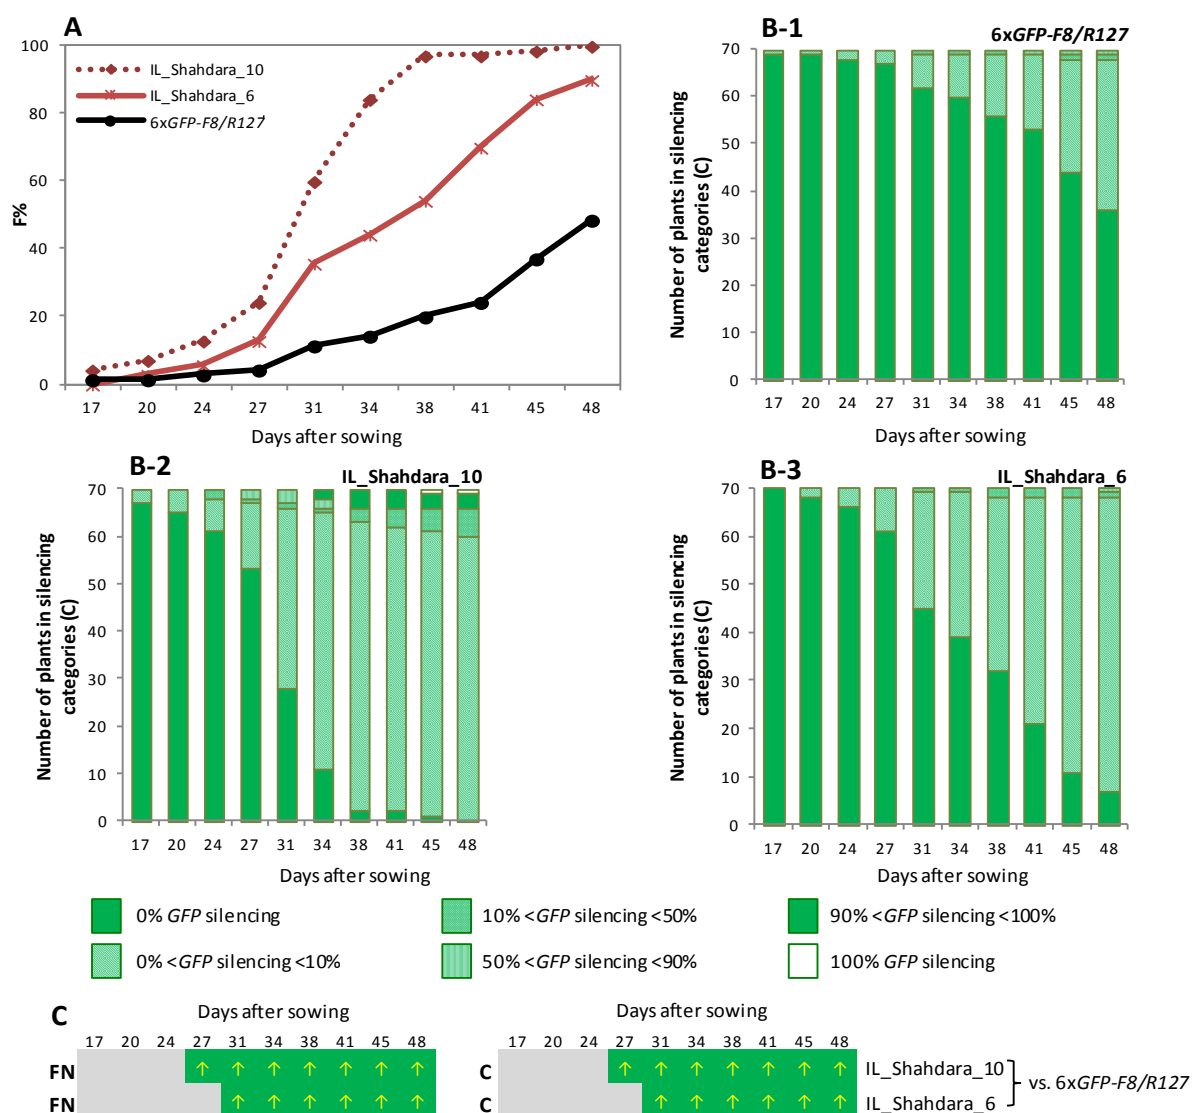 A
F%
100
80
60
40
20
0
IL_Shahdara_10
IL_Shahdara_6
6xGFP-F8/R127
17 20 24 27 31 34 38 41 45 48
Days after sowing
B-1
6xGFP-F8/R127
Number of plants in silencing
categories (C)
70
60
50
40
30
20
10
0
17 20 24 27 31 34 38 41 45 48
Days after sowing
B-2
IL_Shahdara_10
Number of plants in silencing
categories (C)
70
60
50
40
30
20
10
0
17 20 24 27 31 34 38 41 45 48
Days after sowing
B-3
IL_Shahdara_6
Number of plants in silencing
categories (C)
70
60
50
40
30
20
10
0
17 20 24 27 31 34 38 41 45 48
Days after sowing
0% GFP silencing
10% <GFP silencing <50%
90% <GFP silencing <100%
0% <GFP silencing <10%
50% <GFP silencing <90%
100% GFP silencing
C
Days after sowing
17 20 24 27 31 34 38 41 45 48
FN ↑ ↑ ↑ ↑ ↑ ↑ ↑
FN ↑ ↑ ↑ ↑ ↑ ↑
Days after sowing
17 20 24 27 31 34 38 41 45 48
C ↑ ↑ ↑ ↑ ↑ ↑ ↑ IL_Shahdara_10
C ↑ ↑ ↑ ↑ ↑ ↑ IL_Shahdara_6
vs. 6xGFP-F8/R127